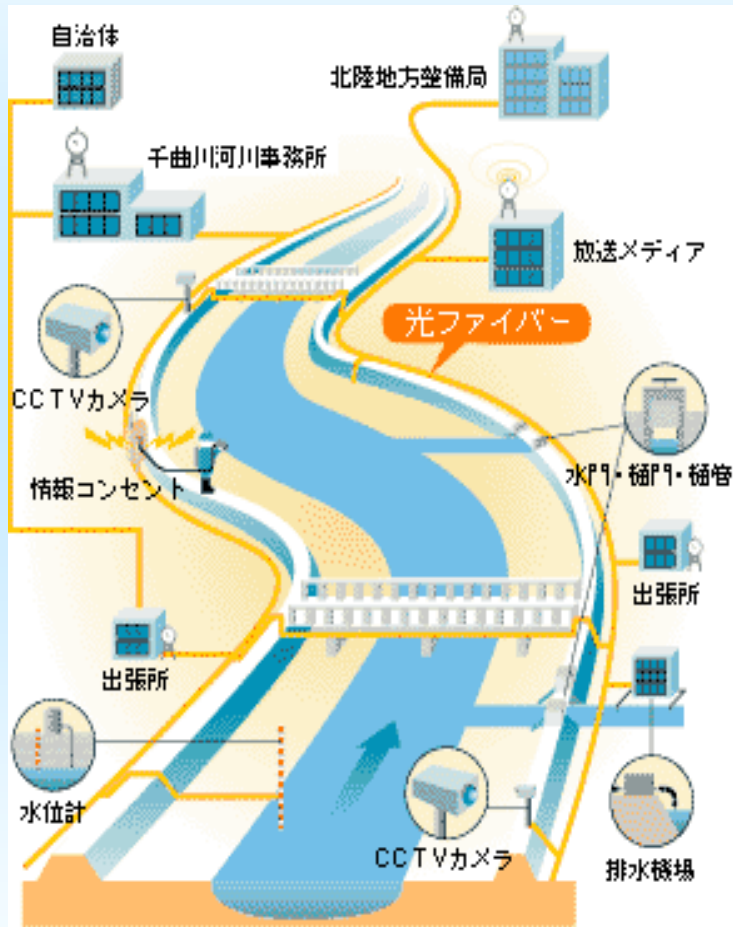 自治体
北陸地方整備局
千曲川河川事務所
放送メディア
光ファイバー
CCTVカメラ
水門・樋門・樋管
情報コンセント
出張所
出張所
水位計
CCTVカメラ
排水機場